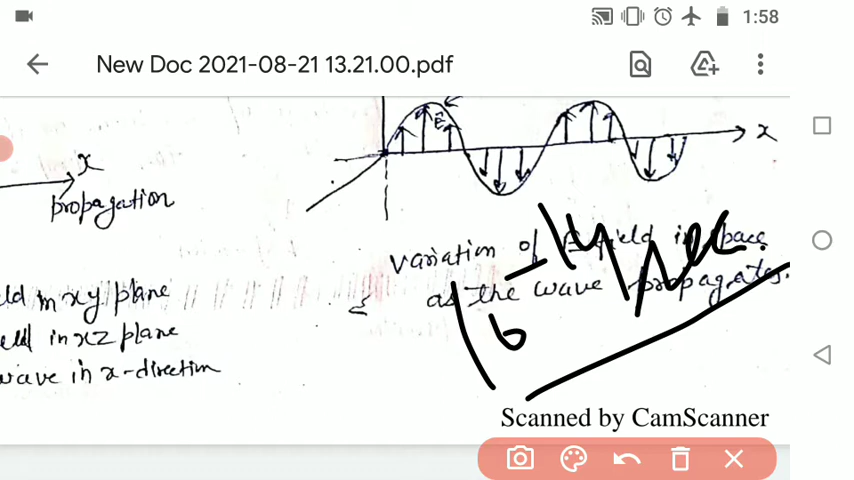 1:58
New Doc 2021-08-21 13.21.00.pdf
E
x
x
propagation
variation of E field in space
as the wave propagates.
ld in xy plane
eld in xz plane
wave in x-direction
Scanned by CamScanner